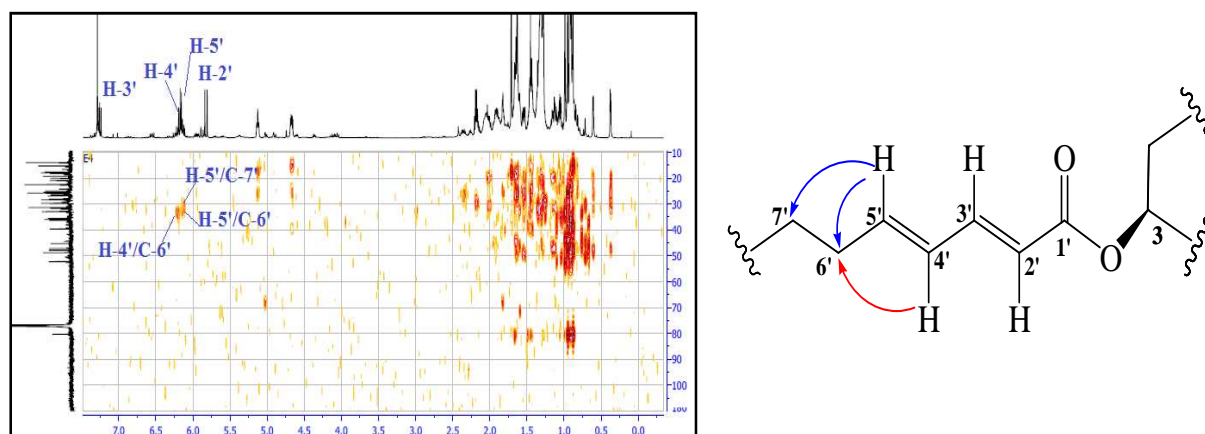 H-5'
H-4'
H-2'
H-3'
E4
H-5'/C-7'
H-5'/C-6'
H-4'/C-6'
10
20
30
40
50
60
70
80
90
100
7.0 6.5 6.0 5.5 5.0 4.5 4.0 3.5 3.0 2.5 2.0 1.5 1.0 0.5 0.0
H H O
7' 5' 3' 1' 3
6' 4' 2' O
H H